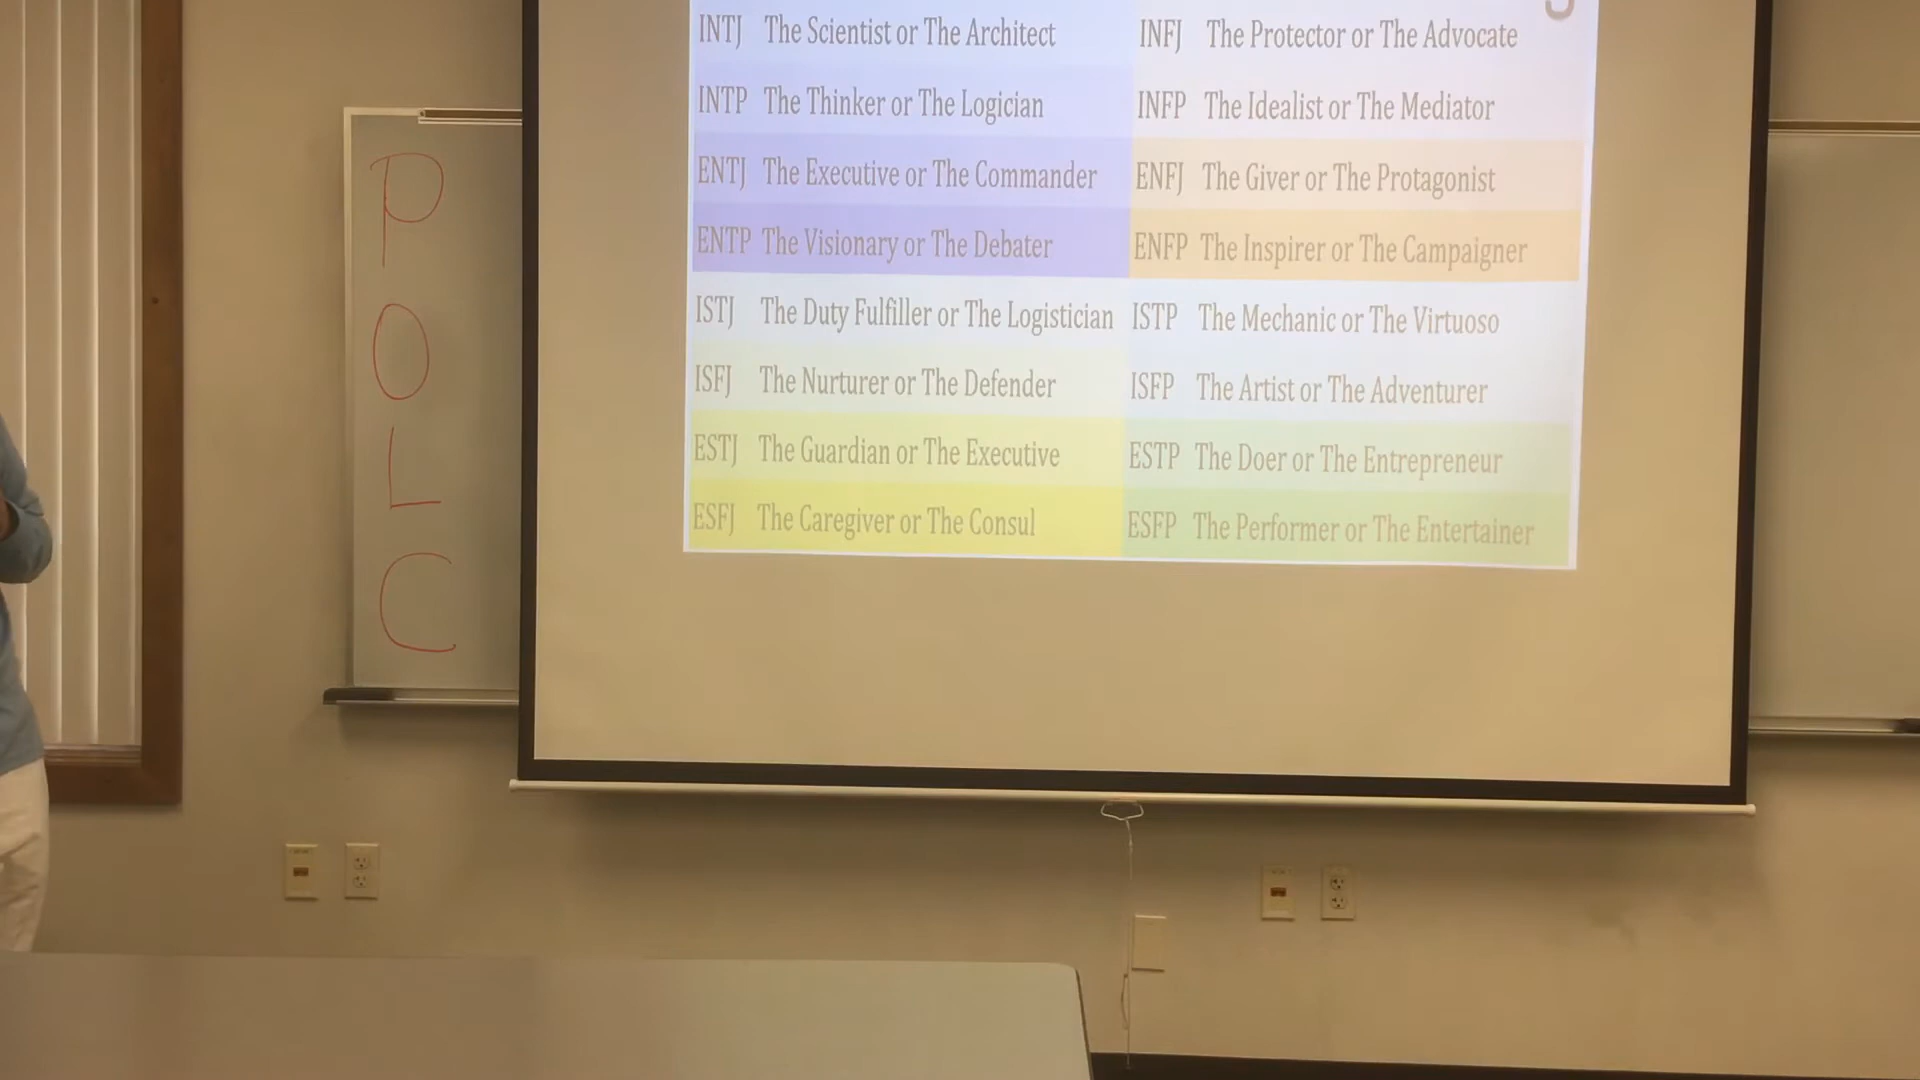 INTJ The Scientist or The Architect
INFJ The Protector or The Advocate
INTP The Thinker or The Logician
INFP The Idealist or The Mediator
ENTJ The Executive or The Commander
ENFJ The Giver or The Protagonist
ENTP The Visionary or The Debater
ENFP The Inspirer or The Campaigner
ISTJ The Duty Fulfiller or The Logistician
ISTP The Mechanic or The Virtuoso
ISFJ The Nurturer or The Defender
ISFP The Artist or The Adventurer
ESTJ The Guardian or The Executive
ESTP The Doer or The Entrepreneur
ESFJ The Caregiver or The Consul
ESFP The Performer or The Entertainer
P
O
L
C